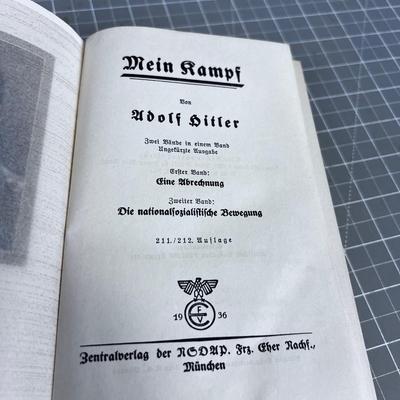 Mein Kampf
Von
Adolf Hitler
Zwei Bände in einem Band
Ungekürzte Ausgabe
Erster Band:
Eine Abrechnung
Zweiter Band:
Die nationalsozialistische Bewegung
211./212. Auflage
19 36
Zentralverlag der NSDAP. Frz. Eher Nachf.,
München